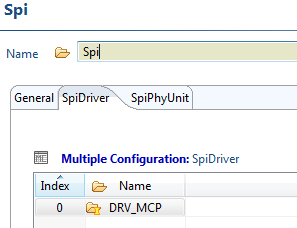 Spi
Name Spi
General SpiDriver SpiPhyUnit
Multiple Configuration: SpiDriver
Index Name
0 DRV_MCP